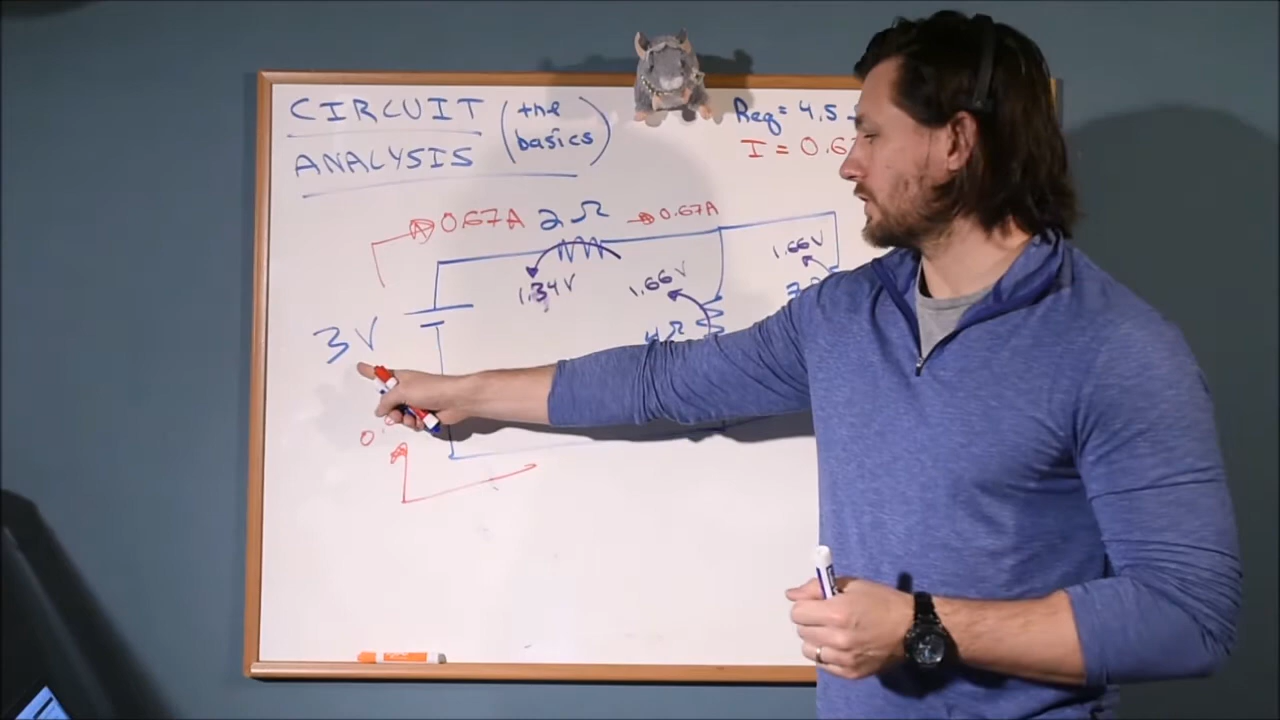 CIRCUIT (the
basics)
ANALYSIS
Req = 4.5
I = 0.6
0.67A 2Ω 0.67A
1.34V
1.66V
1.66V
3V
4Ω